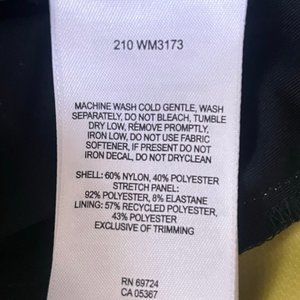 210 WM3173
MACHINE WASH COLD GENTLE, WASH
SEPARATELY, DO NOT BLEACH, TUMBLE
DRY LOW, REMOVE PROMPTLY,
IRON LOW, DO NOT USE FABRIC
SOFTENER, IF PRESENT DO NOT
IRON DECAL, DO NOT DRYCLEAN
SHELL: 60% NYLON, 40% POLYESTER
STRETCH PANEL:
92% POLYESTER, 8% ELASTANE
LINING: 57% RECYCLED POLYESTER,
43% POLYESTER
EXCLUSIVE OF TRIMMING
RN 69724
CA 05367